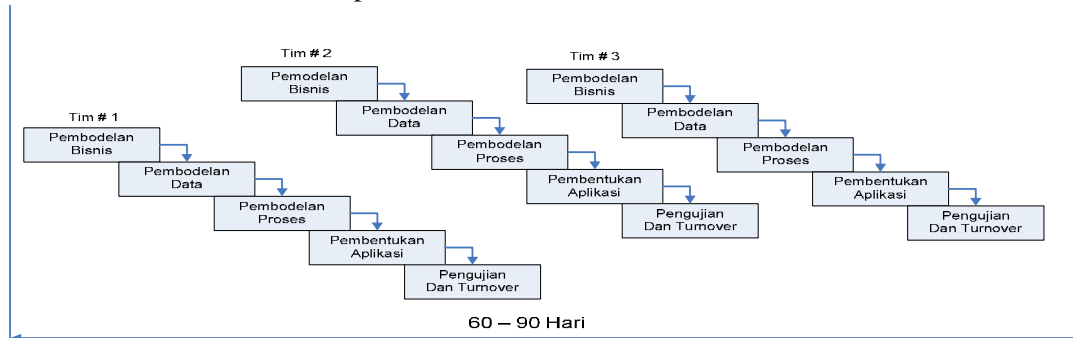 Tim # 1
Pembodelan
Bisnis
Pembodelan
Data
Pembodelan
Proses
Pembentukan
Aplikasi
Pengujian
Dan Turnover
Tim # 2
Pemodelan
Bisnis
Pembodelan
Data
Pembodelan
Proses
Pembentukan
Aplikasi
Pengujian
Dan Turnover
Tim # 3
Pembodelan
Bisnis
Pembodelan
Data
Pembodelan
Proses
Pembentukan
Aplikasi
Pengujian
Dan Turnover
60 – 90 Hari